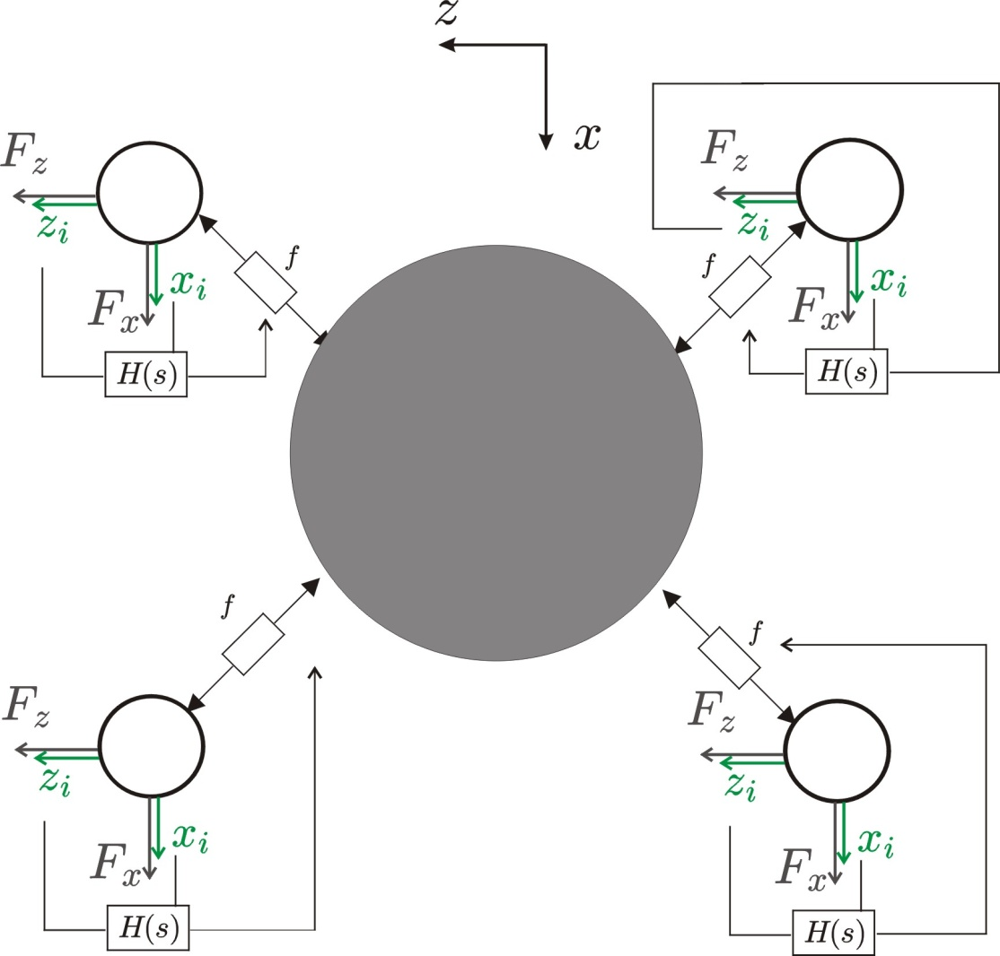 z
x
F_z
z_i
F_x
x_i
f
H(s)
F_z
z_i
F_x
x_i
f
H(s)
F_z
z_i
F_x
x_i
f
H(s)
F_z
z_i
F_x
x_i
f
H(s)